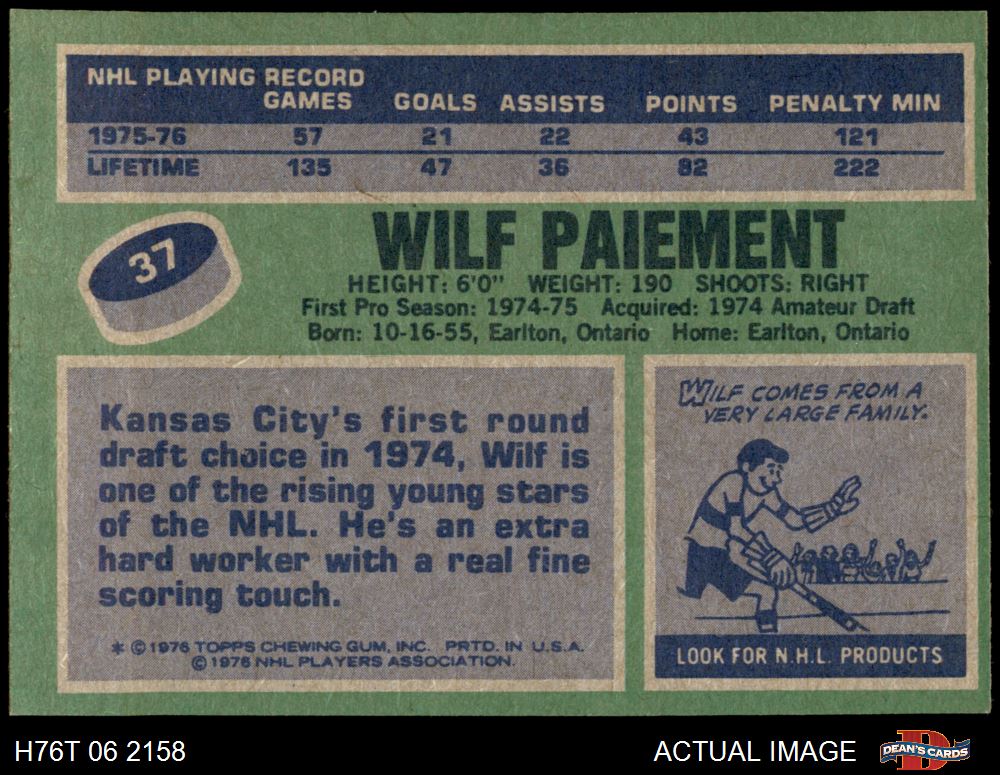 NHL PLAYING RECORD
GAMES GOALS ASSISTS POINTS PENALTY MIN
1975-76 57 21 22 43 121
LIFETIME 135 47 36 82 222
37
WILF PAIEMENT
HEIGHT: 6'0" WEIGHT: 190 SHOOTS: RIGHT
First Pro Season: 1974-75 Acquired: 1974 Amateur Draft
Born: 10-16-55, Earlton, Ontario Home: Earlton, Ontario
Kansas City's first round
draft choice in 1974, Wilf is
one of the rising young stars
of the NHL. He's an extra
hard worker with a real fine
scoring touch.
* © 1976 TOPPS CHEWING GUM, INC. PRTD. IN U.S.A.
© 1976 NHL PLAYERS ASSOCIATION.
WILF COMES FROM A
VERY LARGE FAMILY.
LOOK FOR N.H.L. PRODUCTS
H76T 06 2158 ACTUAL IMAGE
D
DEAN'S CARDS